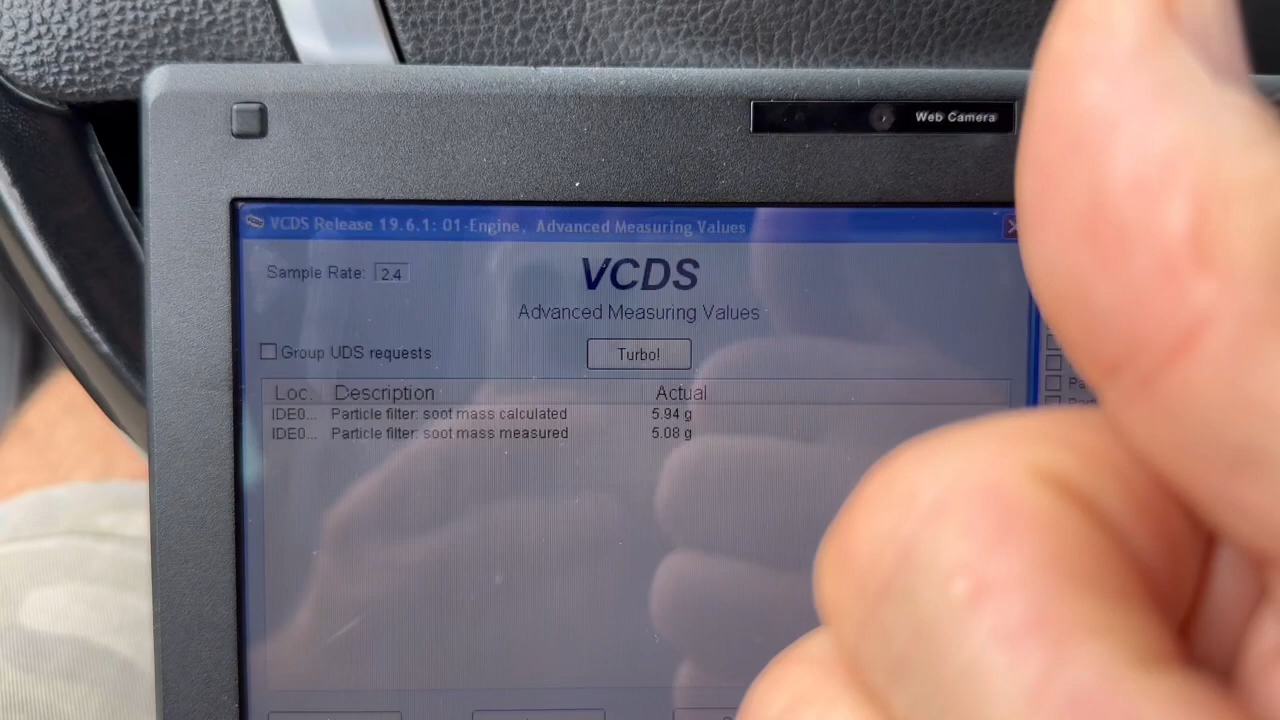 Web Camera
VCDS Release 19.6.1: 01-Engine, Advanced Measuring Values
Sample Rate: 2.4
VCDS
Advanced Measuring Values
Group UDS requests
Turbo!
Loc. Description Actual
IDE0... Particle filter: soot mass calculated 5.94 g
IDE0... Particle filter: soot mass measured 5.08 g
Pa